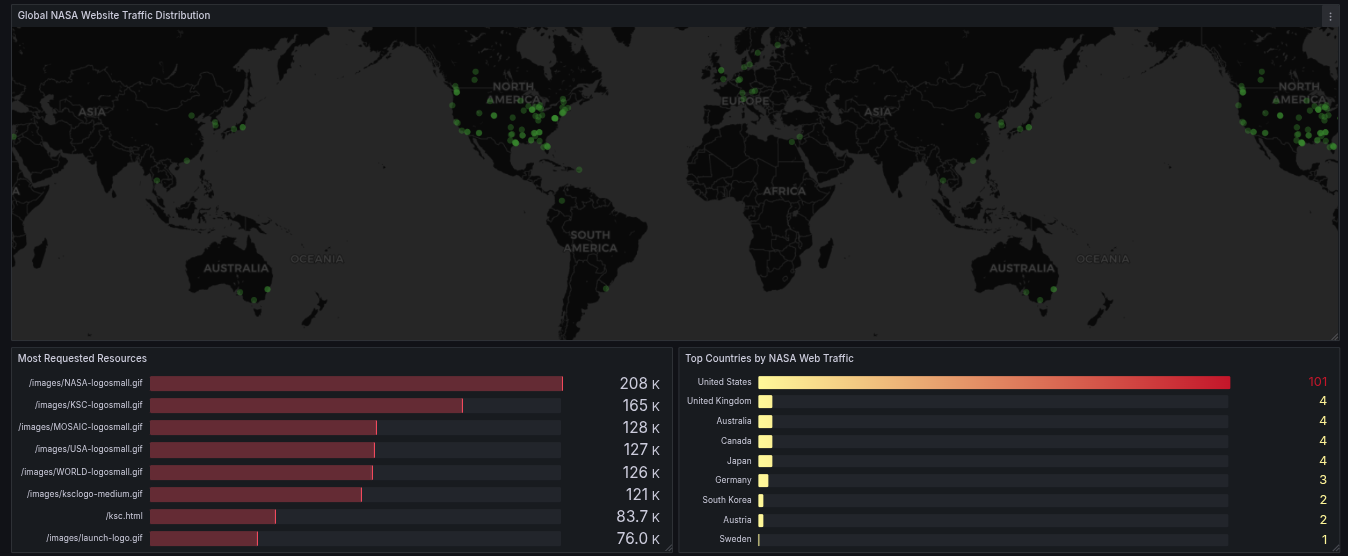 Global NASA Website Traffic Distribution
NORTH AMERICA
NORTH AMERICA
ASIA
EUROPE
ASIA
AFRICA
SOUTH AMERICA
AUSTRALIA
OCEANIA
AUSTRALIA
OCEANIA
Most Requested Resources
/images/NASA-logosmall.gif 208 K
/images/KSC-logosmall.gif 165 K
/images/MOSAIC-logosmall.gif 128 K
/images/USA-logosmall.gif 127 K
/images/WORLD-logosmall.gif 126 K
/images/ksclogo-medium.gif 121 K
/ksc.html 83.7 K
/images/launch-logo.gif 76.0 K
Top Countries by NASA Web Traffic
United States 101
United Kingdom 4
Australia 4
Canada 4
Japan 4
Germany 3
South Korea 2
Austria 2
Sweden 1